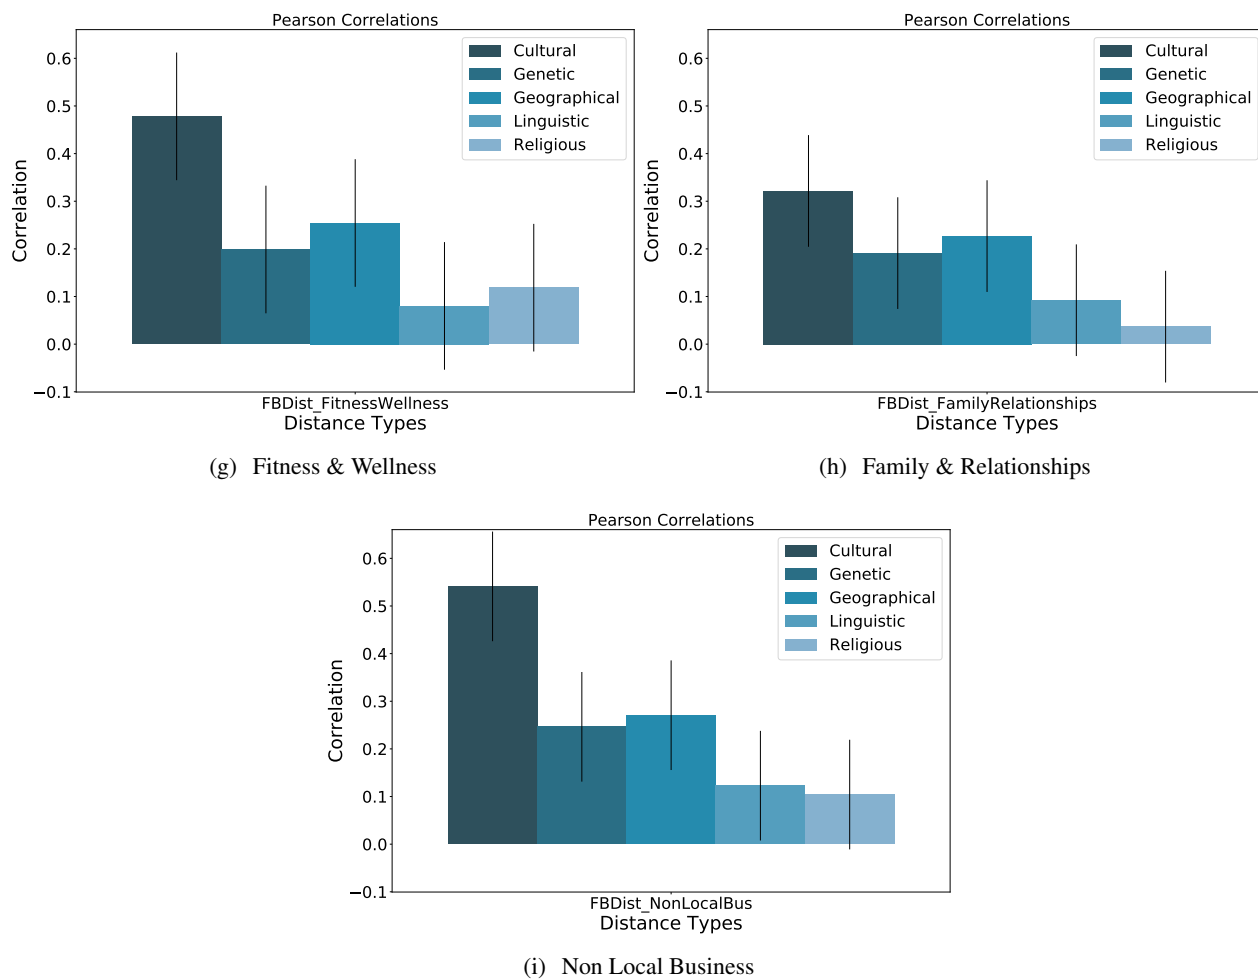 Pearson Correlations
0.6
0.5
0.4
0.3
0.2
0.1
0.0
−0.1
Correlation
Cultural
Genetic
Geographical
Linguistic
Religious
FBDist_FitnessWellness
Distance Types
(g) Fitness & Wellness
Pearson Correlations
0.6
0.5
0.4
0.3
0.2
0.1
0.0
−0.1
Correlation
Cultural
Genetic
Geographical
Linguistic
Religious
FBDist_FamilyRelationships
Distance Types
(h) Family & Relationships
Pearson Correlations
0.6
0.5
0.4
0.3
0.2
0.1
0.0
−0.1
Correlation
Cultural
Genetic
Geographical
Linguistic
Religious
FBDist_NonLocalBus
Distance Types
(i) Non Local Business